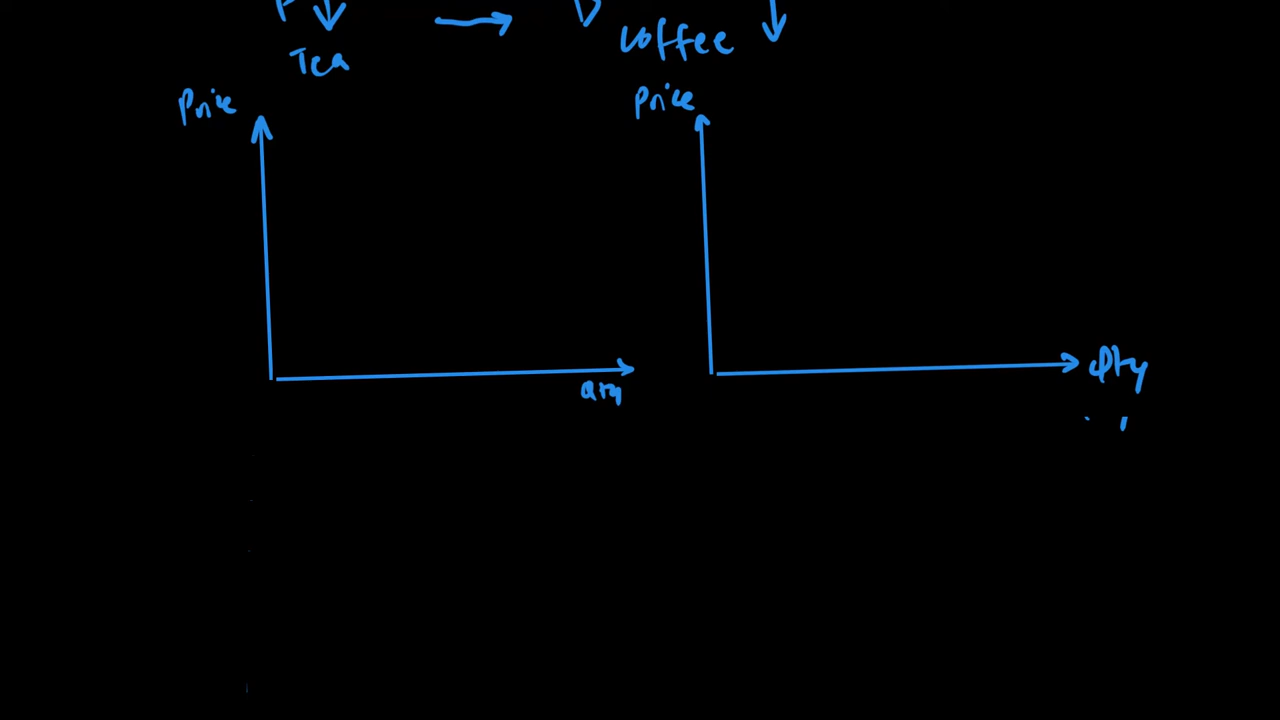 P ↓ → D ↓
Tea coffee
Price Price
Qty Qty